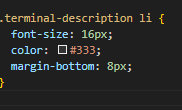 .terminal-description li {
font-size: 16px;
color: #333;
margin-bottom: 8px;
}